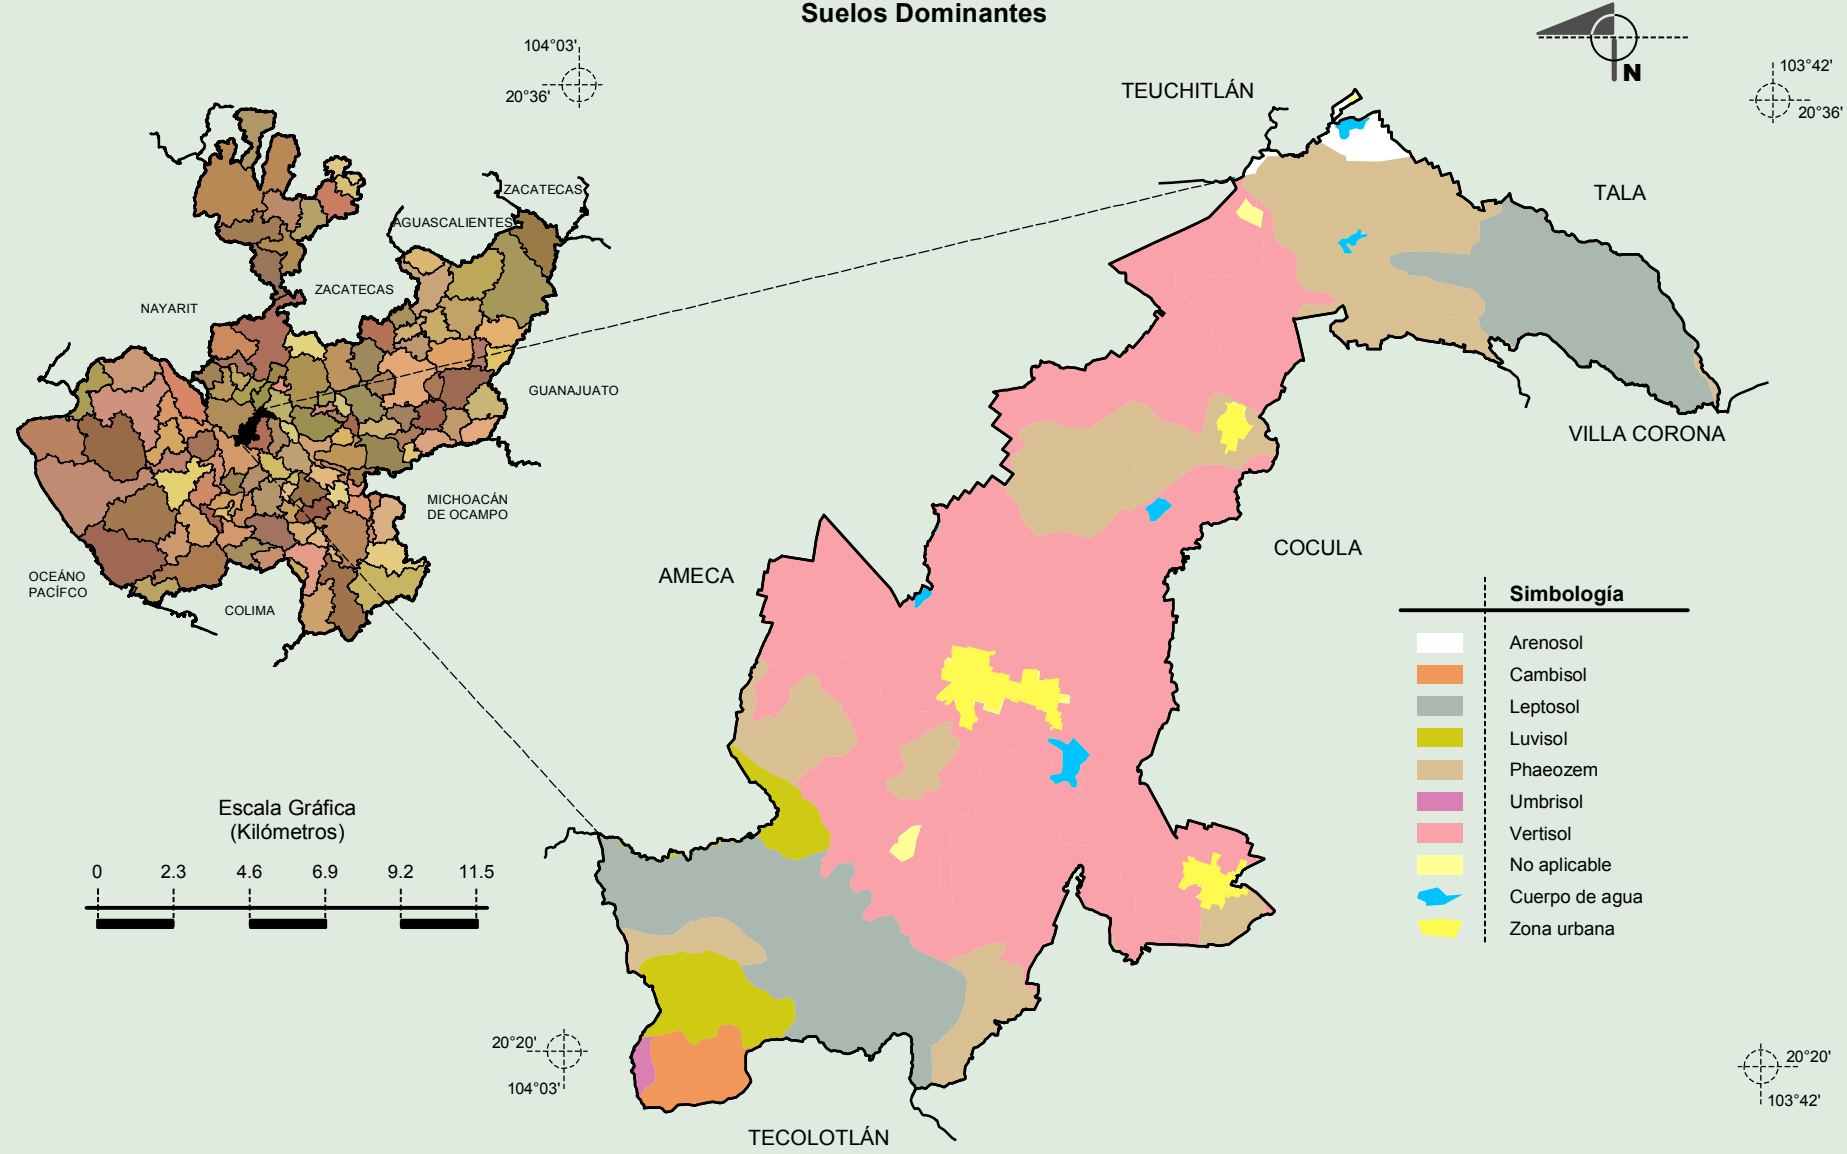 Suelos Dominantes
104°03'
20°36'
N
103°42'
20°36'
TEUCHITLÁN
TALA
VILLA CORONA
COCULA
AMECA
TECOLOTLÁN
ZACATECAS
AGUASCALIENTES
ZACATECAS
NAYARIT
GUANAJUATO
MICHOACÁN
DE OCAMPO
OCEÁNO
PACÍFCO
COLIMA
Escala Gráfica
(Kilómetros)
0 2.3 4.6 6.9 9.2 11.5
Simbología
Arenosol
Cambisol
Leptosol
Luvisol
Phaeozem
Umbrisol
Vertisol
No aplicable
Cuerpo de agua
Zona urbana
20°20'
104°03'
20°20'
103°42'